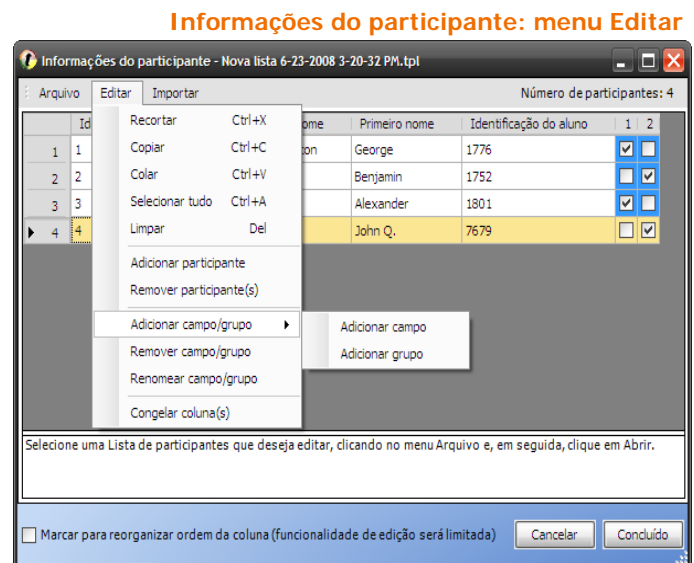 Informações do participante: menu Editar
Informações do participante - Nova lista 6-23-2008 3-20-32 PM.tpl
Arquivo Editar Importar Número de participantes: 4
Id ome Primeiro nome Identificação do aluno 1 2
1 1 on George 1776
2 2 Benjamin 1752
3 3 Alexander 1801
4 4 John Q. 7679
Recortar Ctrl+X
Copiar Ctrl+C
Colar Ctrl+V
Selecionar tudo Ctrl+A
Limpar Del
Adicionar participante
Remover participante(s)
Adicionar campo/grupo
Adicionar campo
Adicionar grupo
Remover campo/grupo
Renomear campo/grupo
Congelar coluna(s)
Selecione uma Lista de participantes que deseja editar, clicando no menu Arquivo e, em seguida, clique em Abrir.
Marcar para reorganizar ordem da coluna (funcionalidade de edição será limitada) Cancelar Concluído